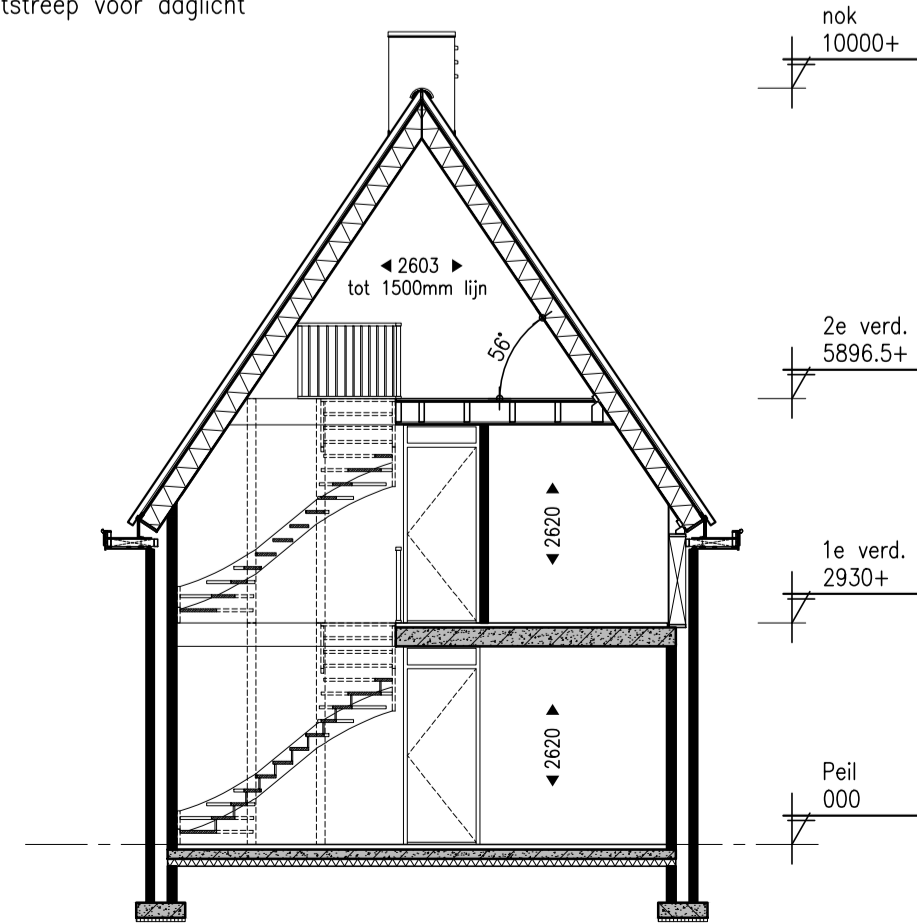 voor daglicht
nok
10000+
◄ 2603 ►
tot 1500mm lijn
56°
2e verd.
5896.5+
◄ 2620 ►
1e verd.
2930+
◄ 2620 ►
Peil
000